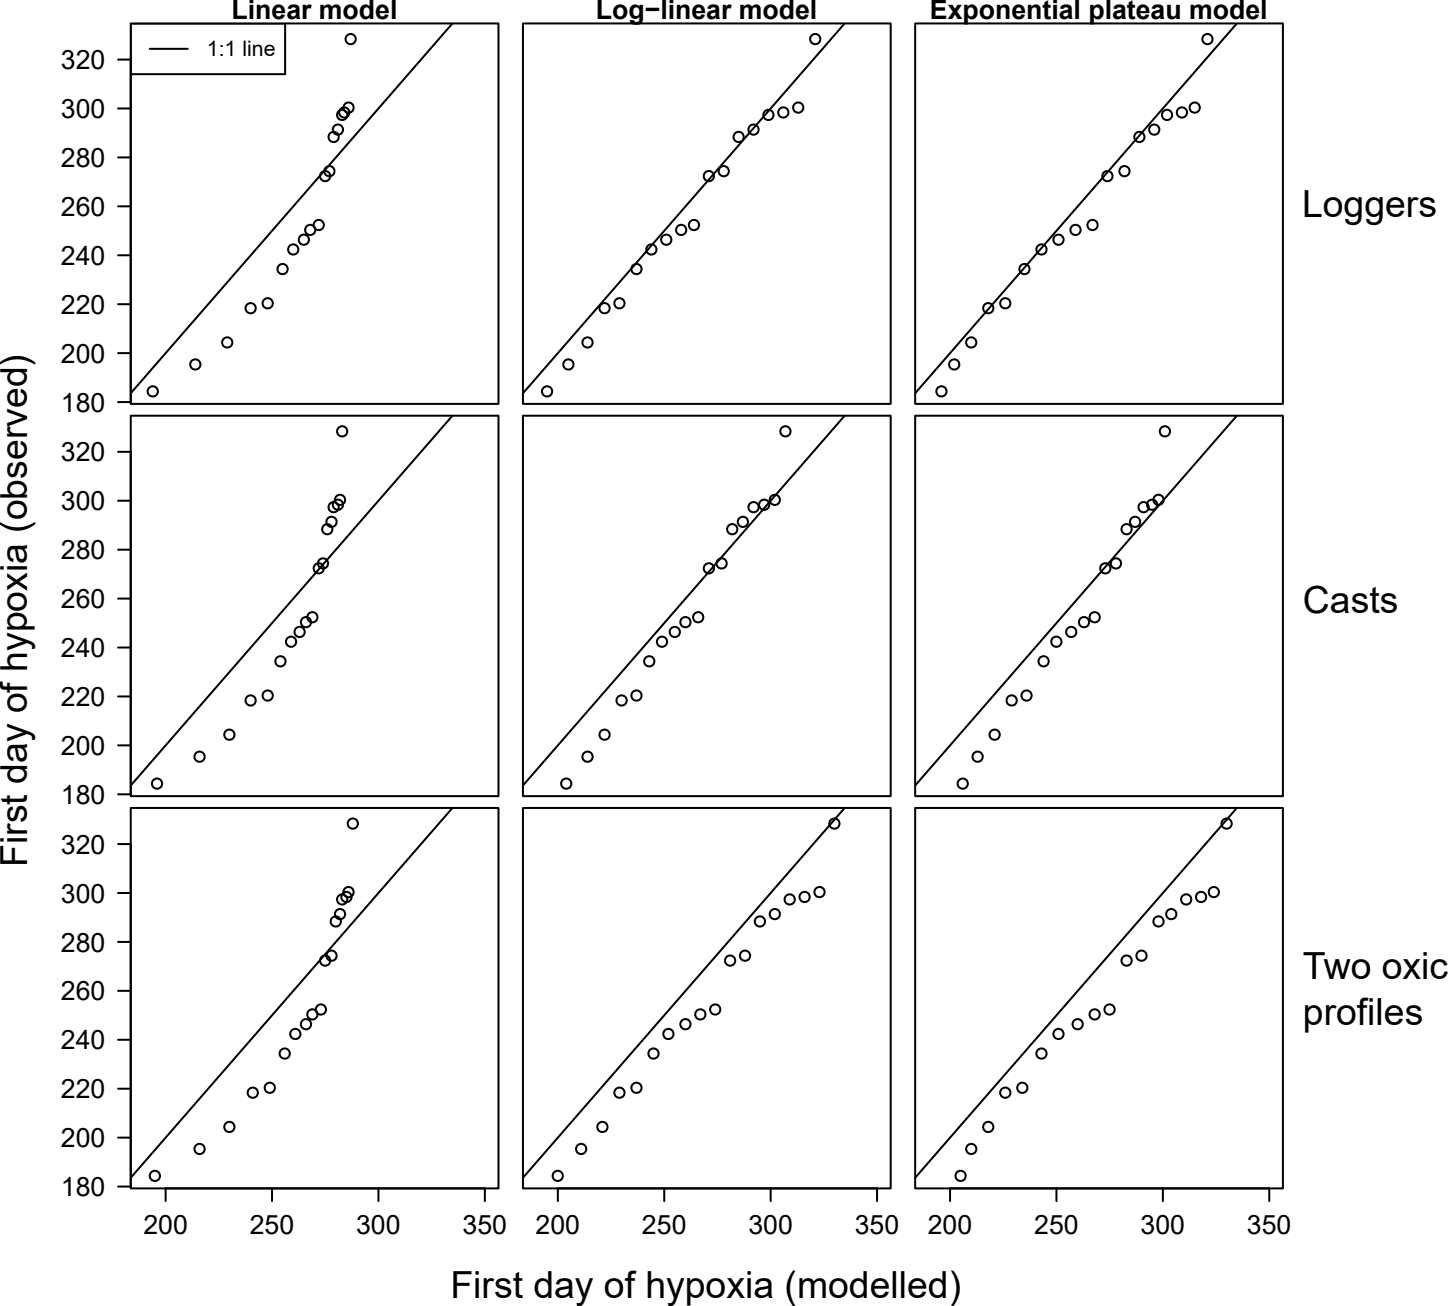 Linear model
Log−linear model
Exponential plateau model
1:1 line
320
300
280
260
240
220
200
180
Loggers
320
300
280
260
240
220
200
180
Casts
320
300
280
260
240
220
200
180
Two oxic
profiles
200 250 300 350
200 250 300 350
200 250 300 350
First day of hypoxia (observed)
First day of hypoxia (modelled)